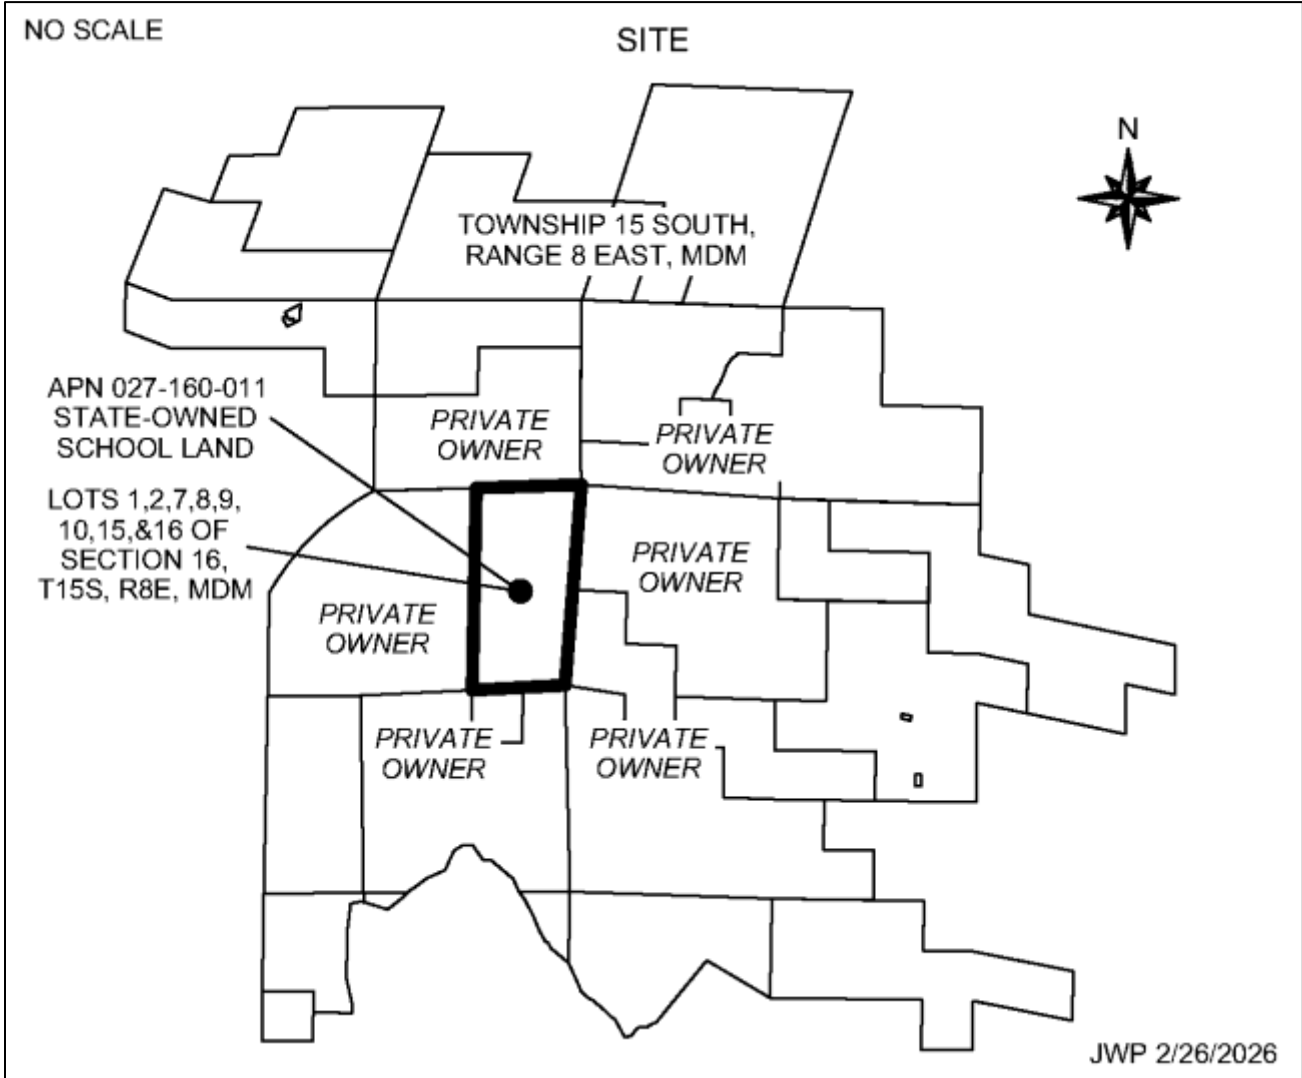 NO SCALE
SITE
N
TOWNSHIP 15 SOUTH,
RANGE 8 EAST, MDM
APN 027-160-011
STATE-OWNED
SCHOOL LAND
PRIVATE
OWNER
PRIVATE
OWNER
LOTS 1,2,7,8,9,
10,15,&16 OF
SECTION 16,
T15S, R8E, MDM
PRIVATE
OWNER
PRIVATE
OWNER
PRIVATE
OWNER
PRIVATE
OWNER
JWP 2/26/2026